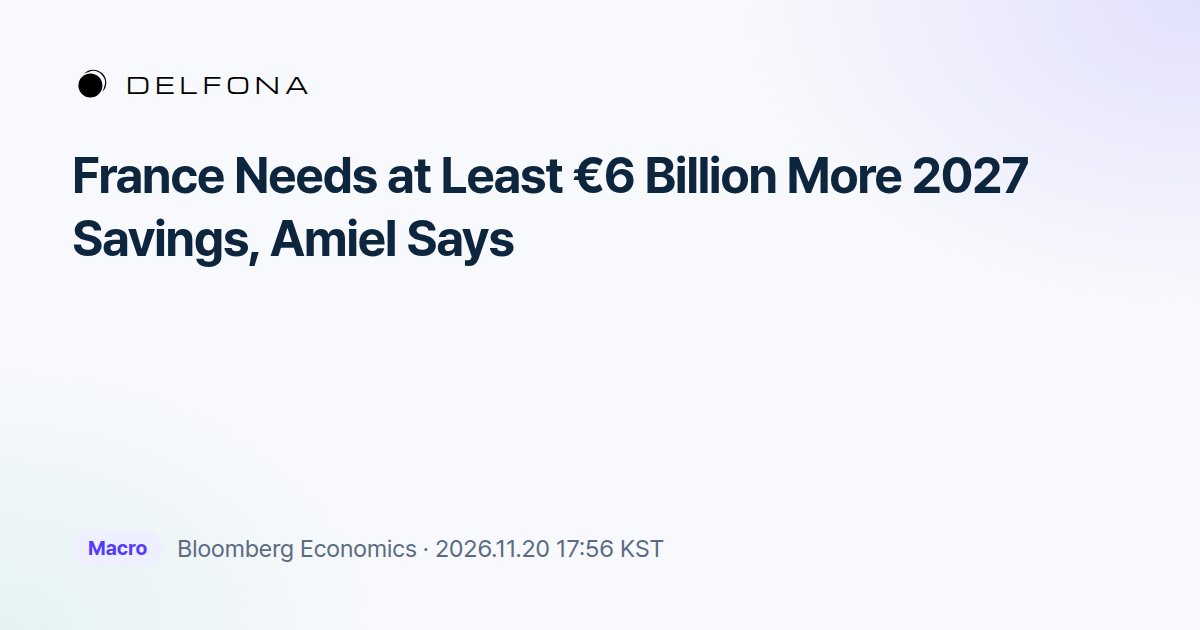 DELFONA
France Needs at Least €6 Billion More 2027
Savings, Amiel Says
Macro Bloomberg Economics · 2026.11.20 17:56 KST